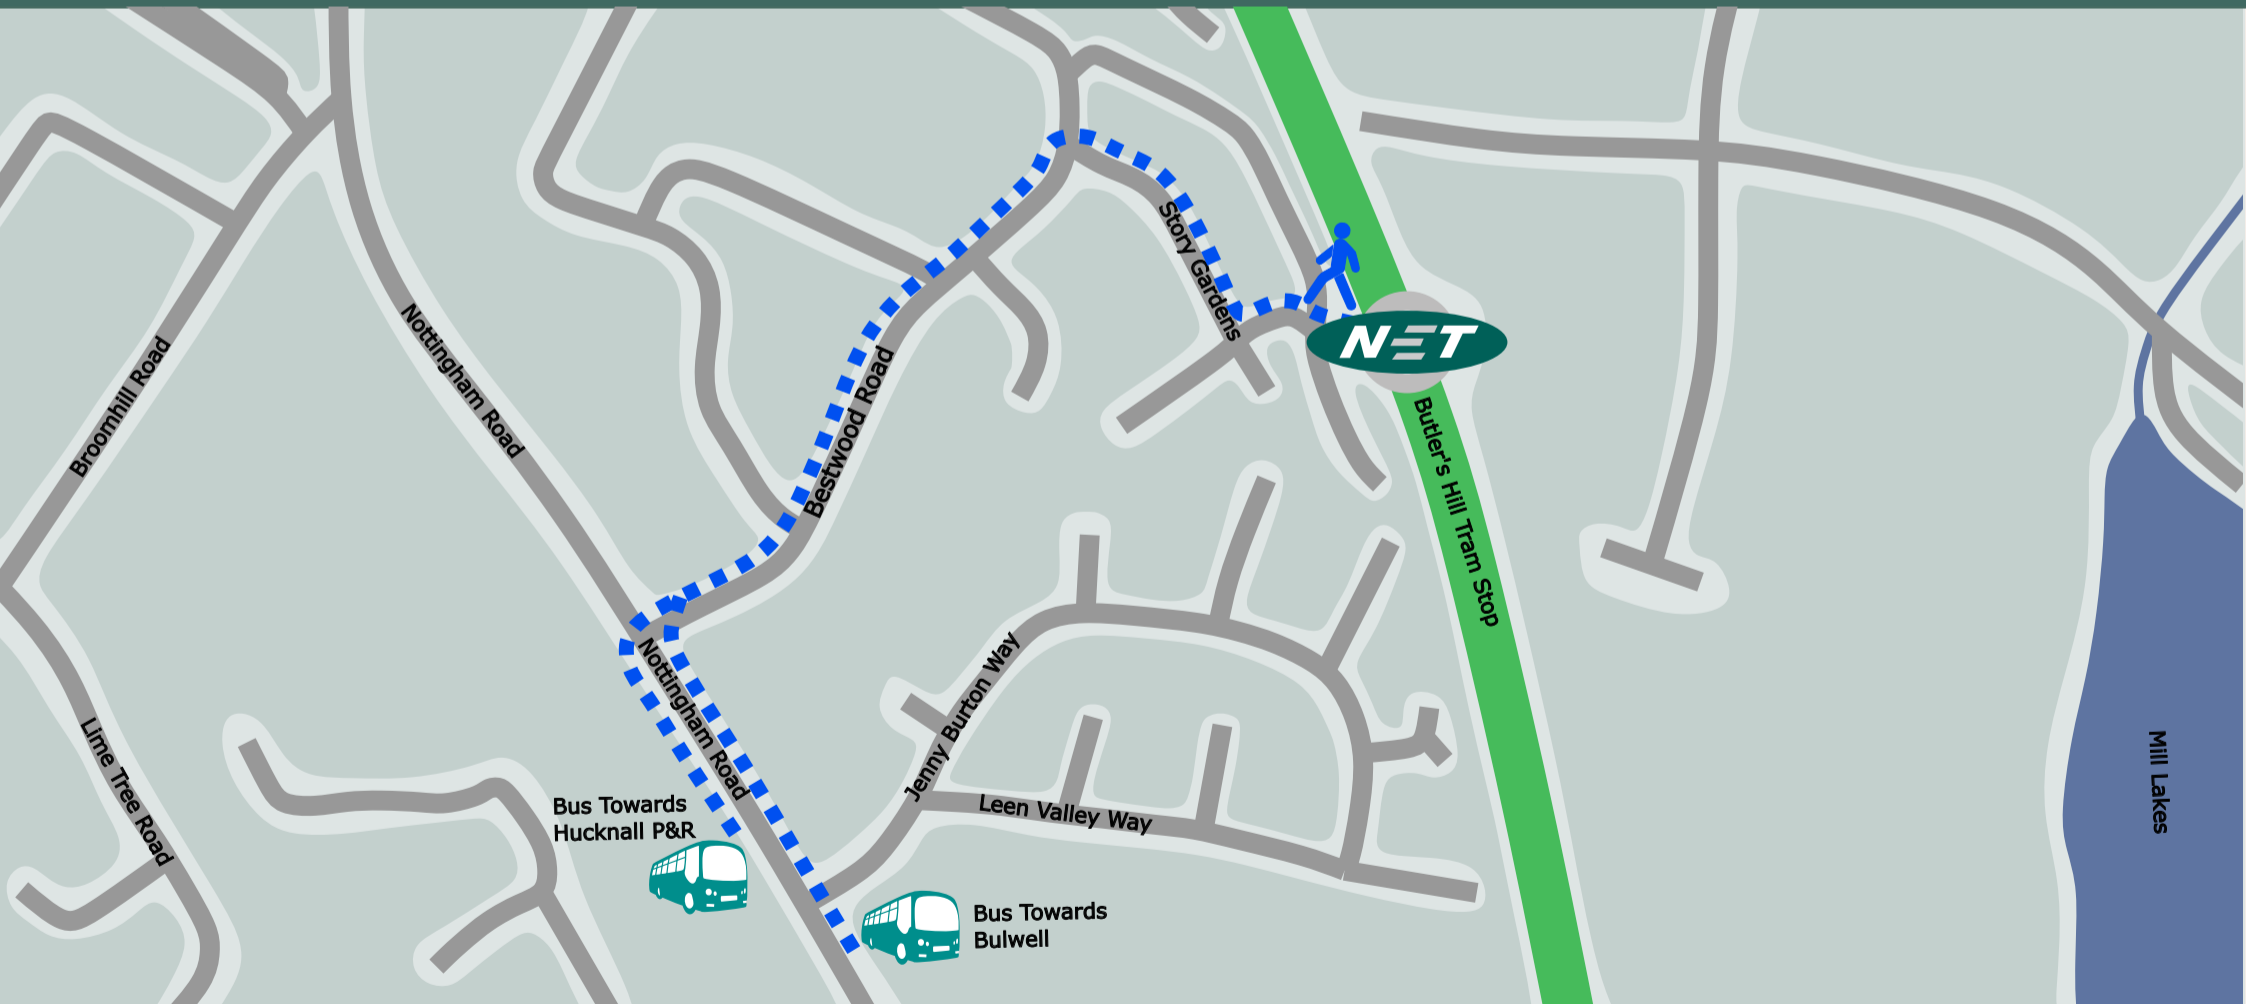 Story Gardens
NET
Nottingham Road
Broomhill Road
Bestwood Road
Butler's Hill Tram Stop
Nottingham Road
Jenny Burton Way
Lime Tree Road
Mill Lakes
Bus Towards
Hucknall P&R
Leen Valley Way
Bus Towards
Bulwell